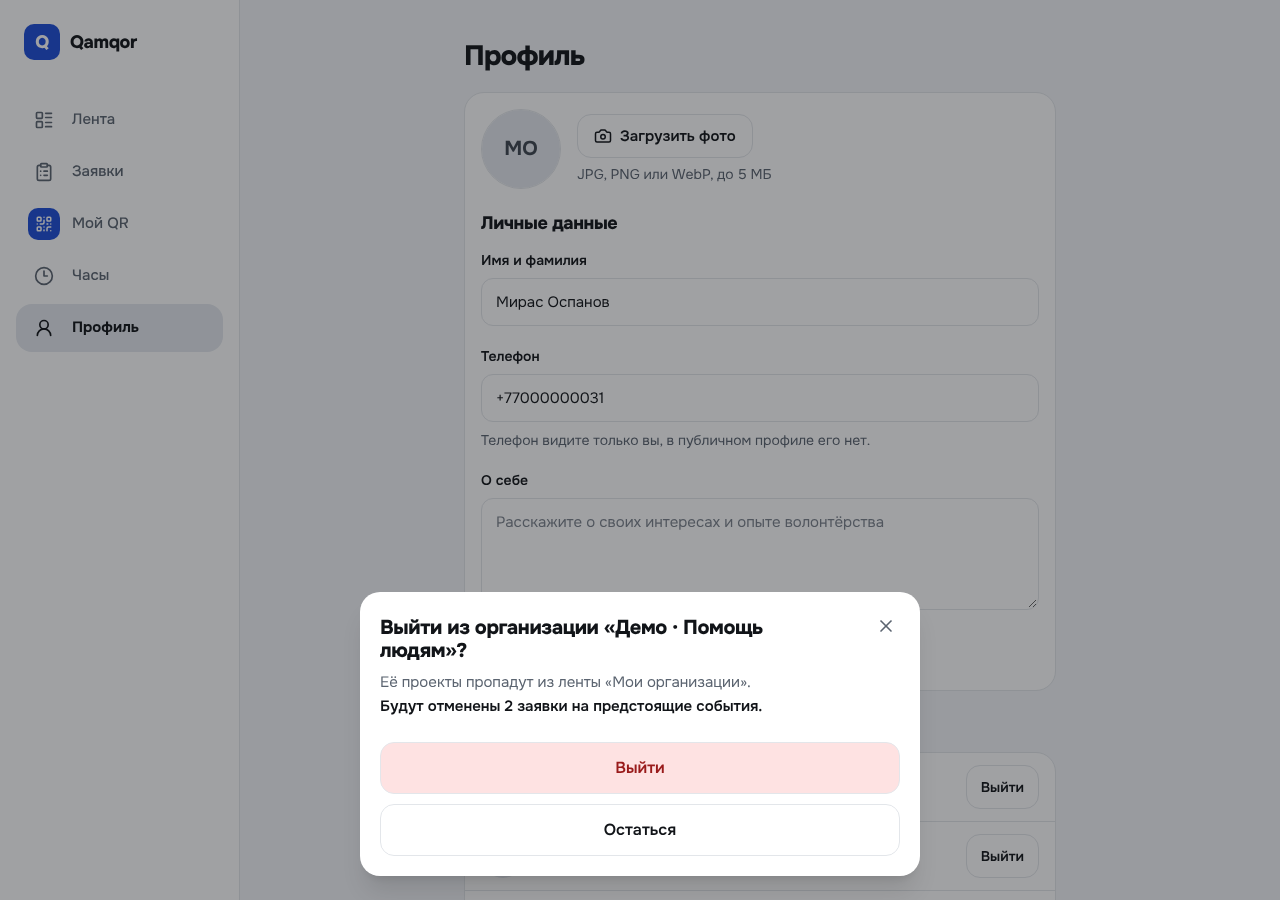 Q Qamqor
Лента
Заявки
Мой QR
Часы
Профиль
Профиль
МО
Загрузить фото
JPG, PNG или WebP, до 5 МБ
Личные данные
Имя и фамилия
Мирас Оспанов
Телефон
+77000000031
Телефон видите только вы, в публичном профиле его нет.
О себе
Расскажите о своих интересах и опыте волонтёрства
Выйти из организации «Демо · Помощь
людям»?
Её проекты пропадут из ленты «Мои организации».
Будут отменены 2 заявки на предстоящие события.
Выйти
Остаться
Выйти
Выйти